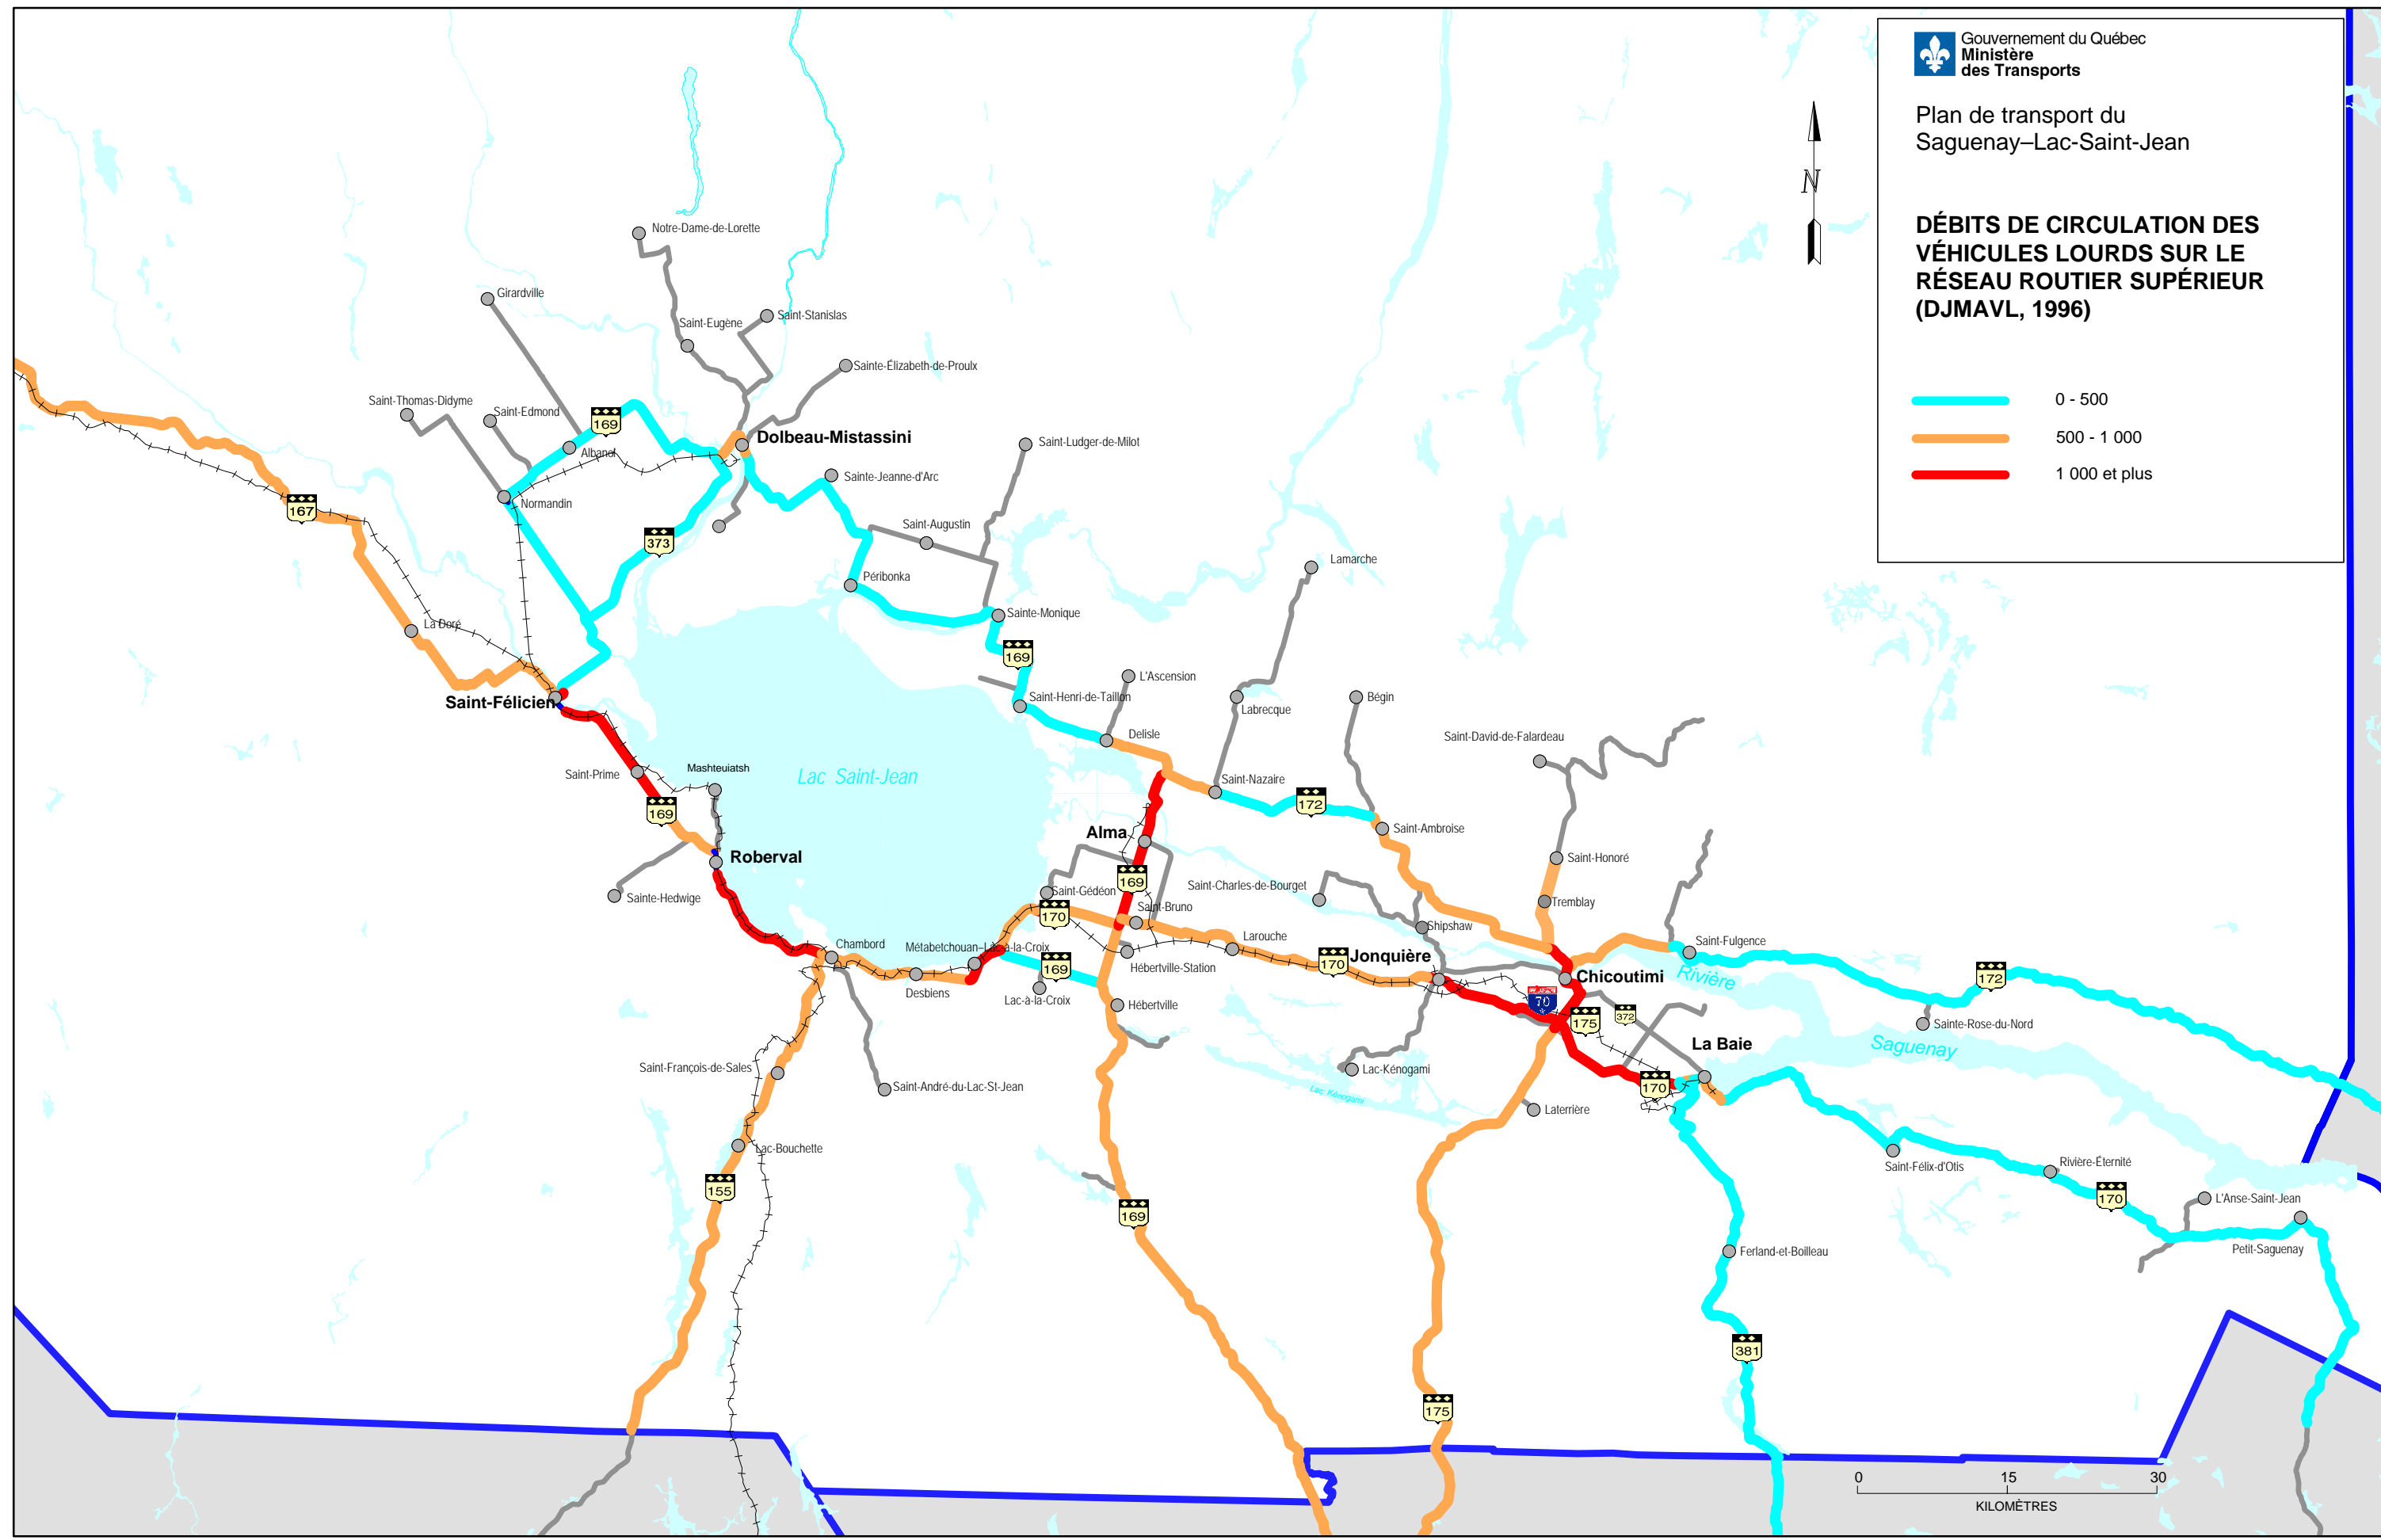 Gouvernement du Québec
Ministère
des Transports
Plan de transport du
Saguenay–Lac-Saint-Jean
DÉBITS DE CIRCULATION DES
VÉHICULES LOURDS SUR LE
RÉSEAU ROUTIER SUPÉRIEUR
(DJMAVL, 1996)
0 - 500
500 - 1 000
1 000 et plus
N
Notre-Dame-de-Lorette
Girardville
Saint-Eugène
Saint-Stanislas
Sainte-Élizabeth-de-Proulx
Saint-Thomas-Didyme
Saint-Edmond
169
Albanel
Dolbeau-Mistassini
Saint-Ludger-de-Milot
Sainte-Jeanne-d'Arc
Normandin
167
373
Saint-Augustin
Lamarche
Péribonka
Sainte-Monique
La Doré
169
L'Ascension
Saint-Félicien
Saint-Henri-de-Taillon
Labrecque
Bégin
Delisle
Saint-David-de-Falardeau
Saint-Prime
Mashteuiatsh
Lac Saint-Jean
Saint-Nazaire
172
169
Alma
Saint-Ambroise
Roberval
Saint-Honoré
169
Saint-Charles-de-Bourget
Sainte-Hedwige
Saint-Gédéon
Tremblay
170
Saint-Bruno
Shipshaw
Chambord
Métabetchouan–Lac-à-la-Croix
Larouche
Saint-Fulgence
Jonquière
170
169
Hébertville-Station
Chicoutimi
Rivière
172
Desbiens
Lac-à-la-Croix
Hébertville
70
175
372
Sainte-Rose-du-Nord
La Baie
Saguenay
Saint-François-de-Sales
Lac-Kénogami
Saint-André-du-Lac-St-Jean
Lac Kénogami
170
Laterrière
Lac-Bouchette
Saint-Félix-d'Otis
Rivière-Éternité
155
170
L'Anse-Saint-Jean
169
Petit-Saguenay
Ferland-et-Boilleau
381
175
0 15 30
KILOMÈTRES